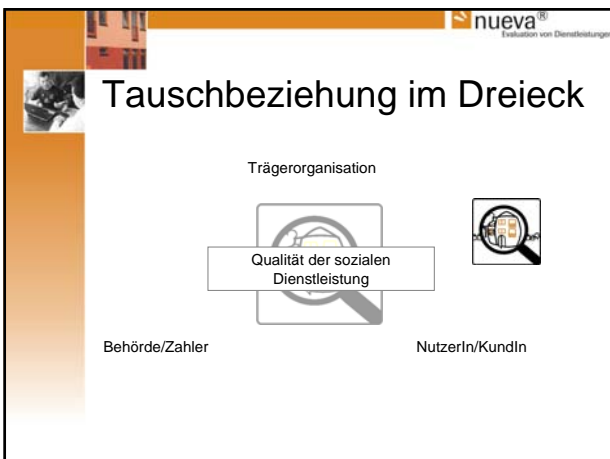 nueva®
Evaluation von Dienstleistungen
Tauschbeziehung im Dreieck
Trägerorganisation
Qualität der sozialen
Dienstleistung
Behörde/Zahler
NutzerIn/KundIn